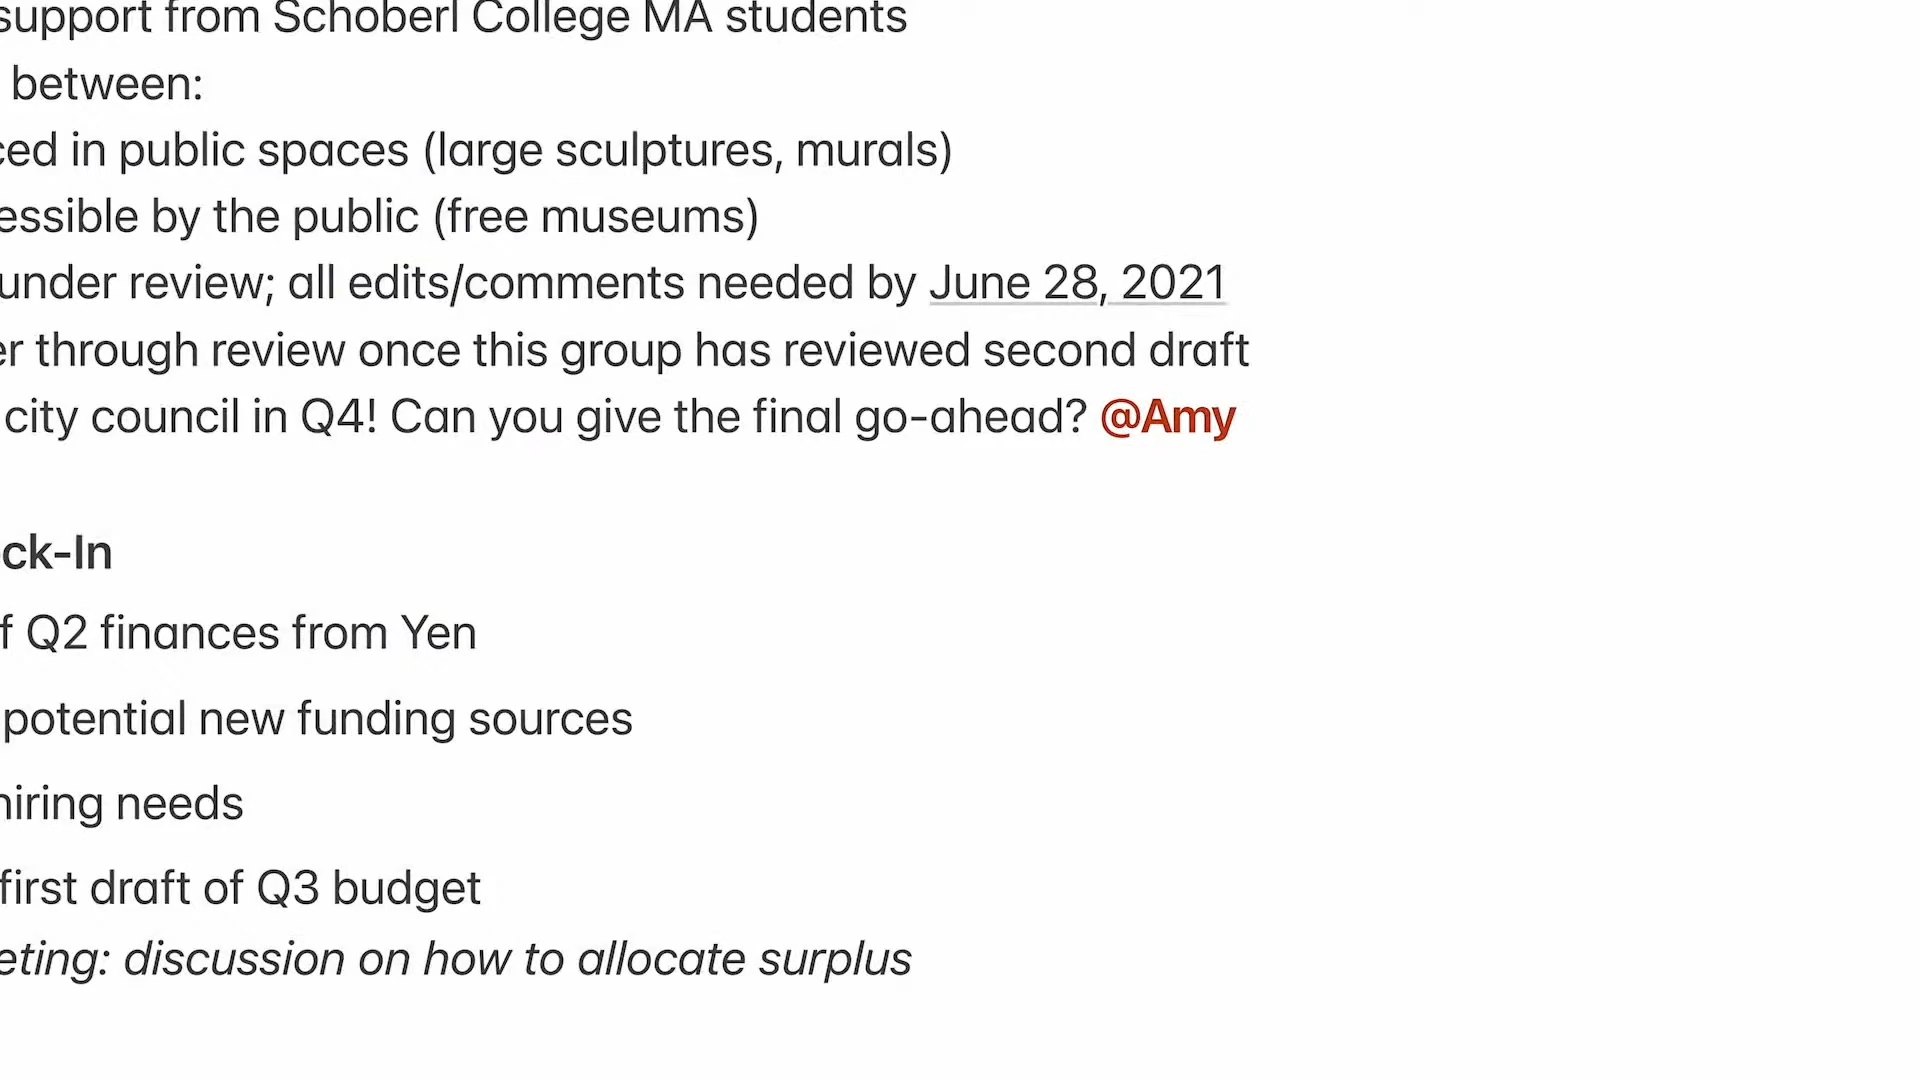 support from Schoberl College MA students
between:
ced in public spaces (large sculptures, murals)
essible by the public (free museums)
under review; all edits/comments needed by June 28, 2021
er through review once this group has reviewed second draft
city council in Q4! Can you give the final go-ahead? @Amy
ck-In
f Q2 finances from Yen
potential new funding sources
hiring needs
first draft of Q3 budget
eting: discussion on how to allocate surplus